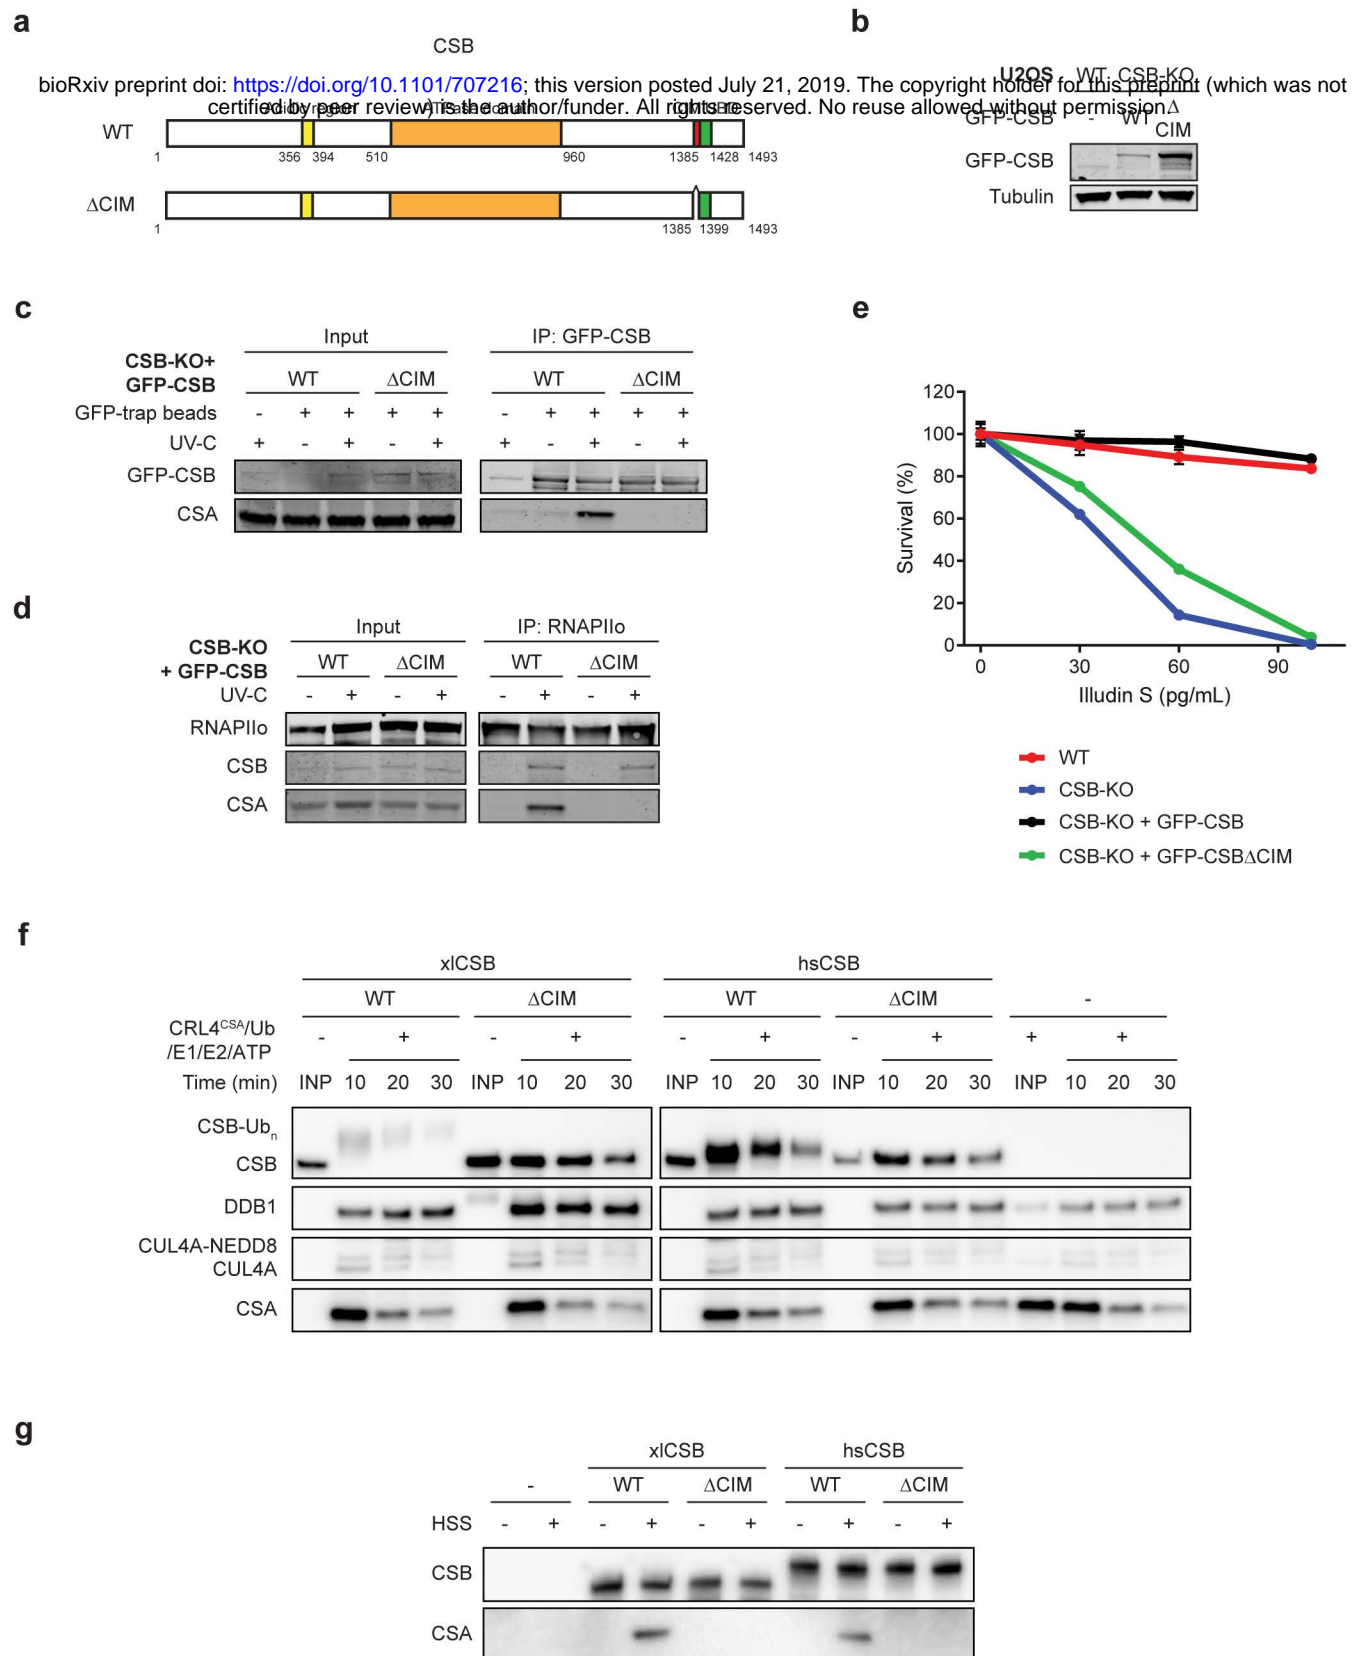 a
CSB
b
bioRxiv preprint doi: https://doi.org/10.1101/707216; this version posted July 21, 2019. The copyright holder for this preprint (which was not
certified by peer review) is the author/funder. All rights reserved. No reuse allowed without permission.
U2OS WT CSB-KO
GFP-CSB - WT Δ
CIM
GFP-CSB
Tubulin
WT
1 356 394 510 960 1385 1428 1493
ΔCIM
1 1385 1399 1493
c
Input IP: GFP-CSB
CSB-KO+
GFP-CSB
WT ΔCIM WT ΔCIM
GFP-trap beads - + + + + - + + + +
UV-C + - + - + + - + - +
GFP-CSB
CSA
d
Input IP: RNAPIIo
CSB-KO
+ GFP-CSB
WT ΔCIM WT ΔCIM
UV-C - + - + - + - +
RNAPIIo
CSB
CSA
e
Survival (%)
120
100
80
60
40
20
0
0 30 60 90
Illudin S (pg/mL)
WT
CSB-KO
CSB-KO + GFP-CSB
CSB-KO + GFP-CSBΔCIM
f
xlCSB hsCSB
WT ΔCIM WT ΔCIM -
CRL4CSA/Ub
/E1/E2/ATP
- + - + - + - + + +
Time (min) INP 10 20 30 INP 10 20 30 INP 10 20 30 INP 10 20 30 INP 10 20 30
CSB-Ubn
CSB
DDB1
CUL4A-NEDD8
CUL4A
CSA
g
xlCSB hsCSB
- WT ΔCIM WT ΔCIM
HSS - + - + - + - + - +
CSB
CSA